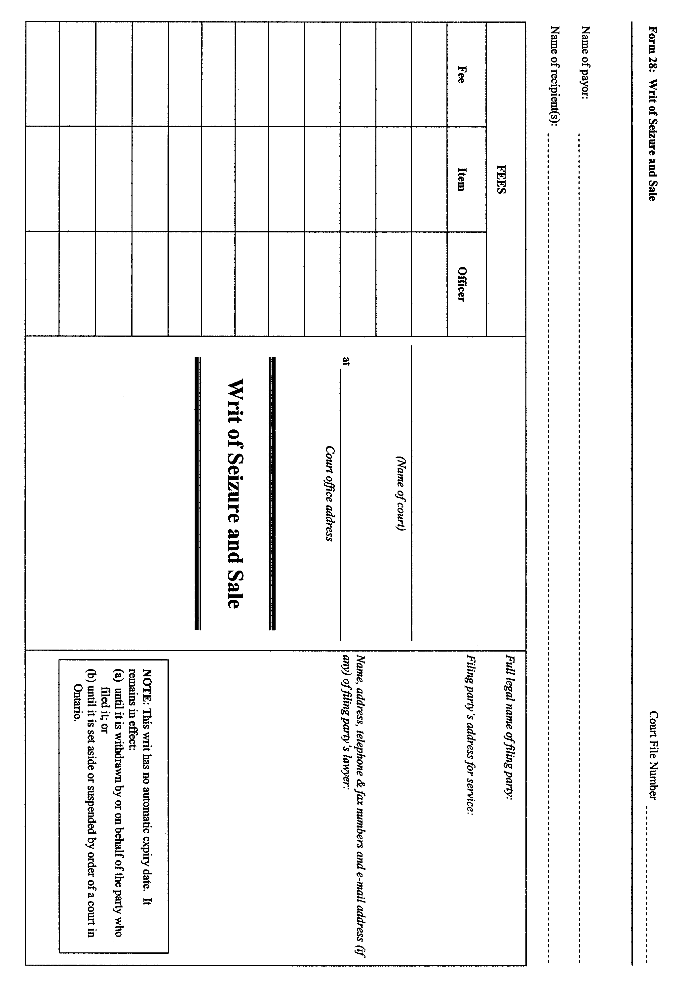 Form 28: Writ of Seizure and Sale
Court File Number
Name of payor:
Name of recipient(s):
FEES
Fee
Item
Officer
(Name of court)
at
Court office address
Writ of Seizure and Sale
Full legal name of filing party:
Filing party's address for service:
Name, address, telephone & fax numbers and e-mail address (if
any) of filing party's lawyer:
NOTE: This writ has no automatic expiry date. It
remains in effect:
(a) until it is withdrawn by or on behalf of the party who
filed it; or
(b) until it is set aside or suspended by order of a court in
Ontario.